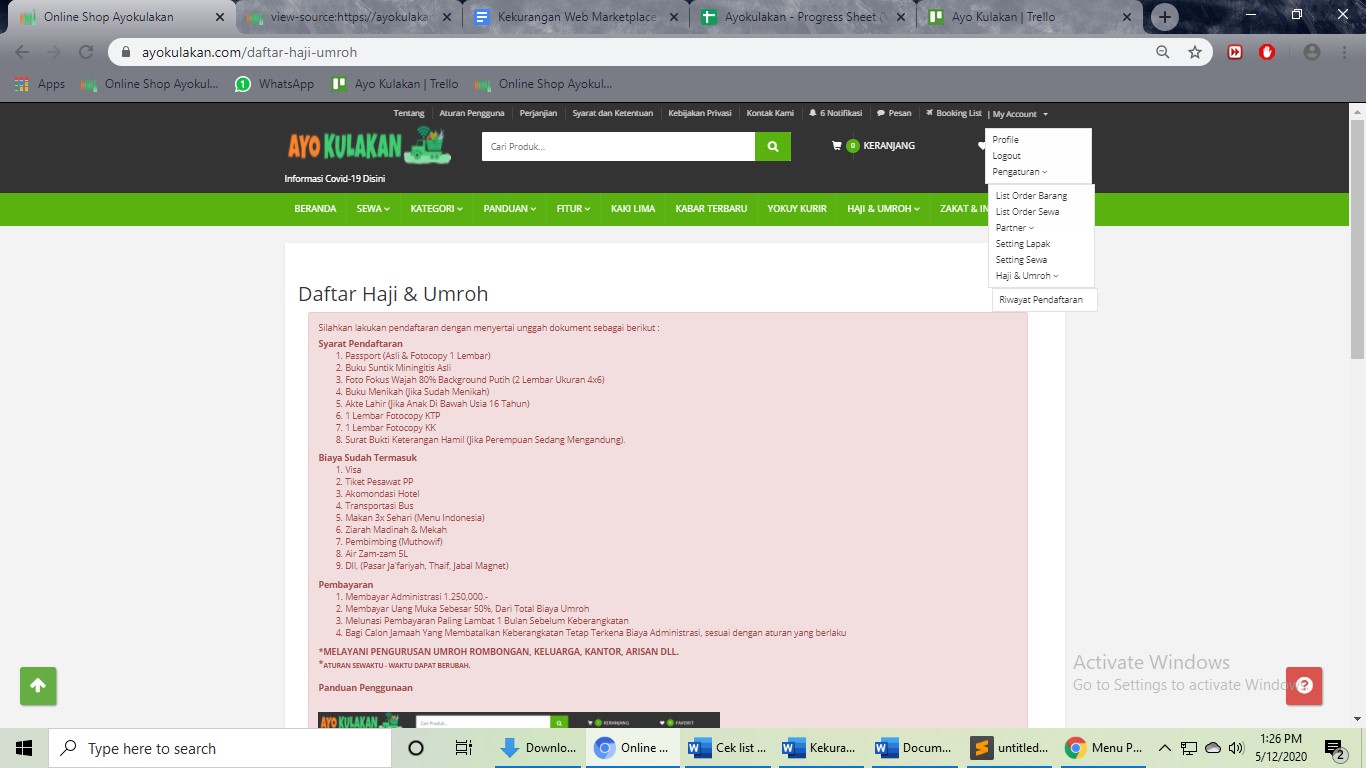 Online Shop Ayokulakan
view-source:https://ayokulakan
Kekurangan Web Marketplace
Ayokulakan - Progress Sheet
Ayo Kulakan | Trello
ayokulakan.com/daftar-haji-umroh
Apps
Online Shop Ayokul...
WhatsApp
Ayo Kulakan | Trello
Online Shop Ayokul...
Tentang
Aturan Pengguna
Perjanjian
Syarat dan Ketentuan
Kebijakan Privasi
Kontak Kami
6 Notifikasi
Pesan
Booking List
| My Account
AYO KULAKAN
Cari Produk...
0 KERANJANG
Profile
Logout
Pengaturan
Informasi Covid-19 Disini
BERANDA
SEWA
KATEGORI
PANDUAN
FITUR
KAKI LIMA
KABAR TERBARU
YOKUY KURIR
HAJI & UMROH
ZAKAT & IN
List Order Barang
List Order Sewa
Partner
Setting Lapak
Setting Sewa
Haji & Umroh
Riwayat Pendaftaran
Daftar Haji & Umroh
Silahkan lakukan pendaftaran dengan menyertai unggah dokument sebagai berikut :
Syarat Pendaftaran
1. Passport (Asli & Fotocopy 1 Lembar)
2. Buku Suntik Miningitis Asli
3. Foto Fokus Wajah 80% Background Putih (2 Lembar Ukuran 4x6)
4. Buku Menikah (Jika Sudah Menikah)
5. Akte Lahir (Jika Anak Di Bawah Usia 16 Tahun)
6. 1 Lembar Fotocopy KTP
7. 1 Lembar Fotocopy KK
8. Surat Bukti Keterangan Hamil (Jika Perempuan Sedang Mengandung).
Biaya Sudah Termasuk
1. Visa
2. Tiket Pesawat PP
3. Akomondasi Hotel
4. Transportasi Bus
5. Makan 3x Sehari (Menu Indonesia)
6. Ziarah Madinah & Mekah
7. Pembimbing (Muthowif)
8. Air Zam-zam 5L
9. Dll, (Pasar Ja'fariyah, Thaif, Jabal Magnet)
Pembayaran
1. Membayar Administrasi 1.250,000.-
2. Membayar Uang Muka Sebesar 50%, Dari Total Biaya Umroh
3. Melunasi Pembayaran Paling Lambat 1 Bulan Sebelum Keberangkatan
4. Bagi Calon Jamaah Yang Membatalkan Keberangkatan Tetap Terkena Biaya Administrasi, sesuai dengan aturan yang berlaku
*MELAYANI PENGURUSAN UMROH ROMBONGAN, KELUARGA, KANTOR, ARISAN DLL.
*ATURAN SEWAKTU - WAKTU DAPAT BERUBAH.
Panduan Penggunaan
AYO KULAKAN
Cari Produk...
KERANJANG
FAVORIT
Activate Windows
Go to Settings to activate Windows.
Type here to search
Downlo...
Online ...
Cek list ...
Kekura...
Docum...
untitled...
Menu P...
1:26 PM
5/12/2020
2